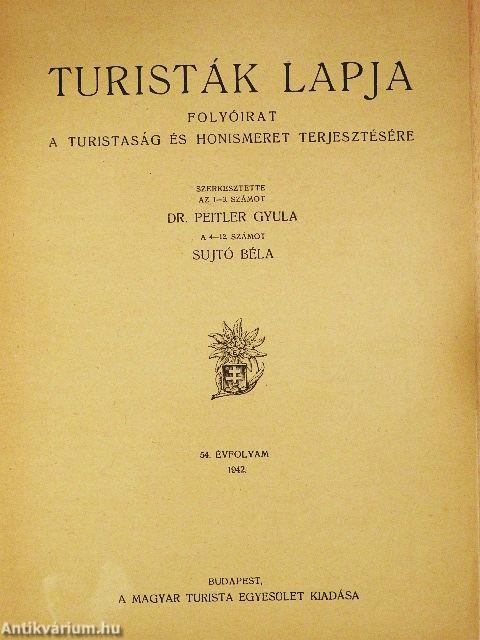 TURISTÁK LAPJA
FOLYÓIRAT
A TURISTASÁG ÉS HONISMERET TERJESZTÉSÉRE
SZERKESZTETTE
AZ 1–3. SZÁMOT
DR. PEITLER GYULA
A 4–12. SZÁMOT
SUJTÓ BÉLA
54. ÉVFOLYAM
1942.
BUDAPEST,
A MAGYAR TURISTA EGYESÜLET KIADÁSA
Antikvárium.hu